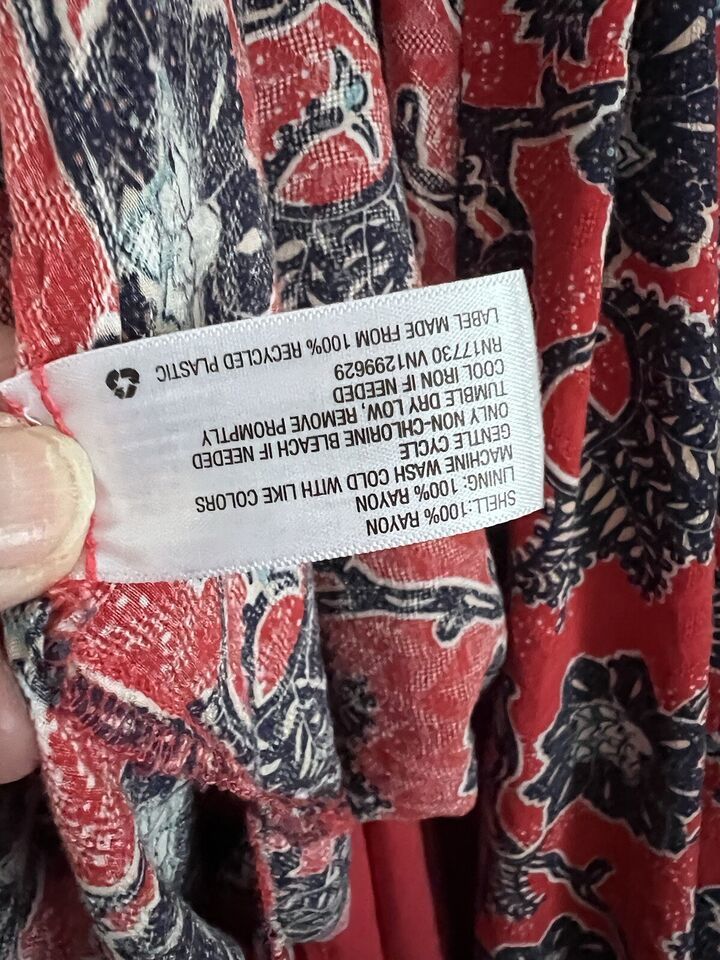 SHELL:100% RAYON
LINING: 100% RAYON
MACHINE WASH COLD WITH LIKE COLORS
GENTLE CYCLE
ONLY NON-CHLORINE BLEACH IF NEEDED
TUMBLE DRY LOW, REMOVE PROMPTLY
COOL IRON IF NEEDED
RN17730 VN1299629
LABEL MADE FROM 100% RECYCLED PLASTIC